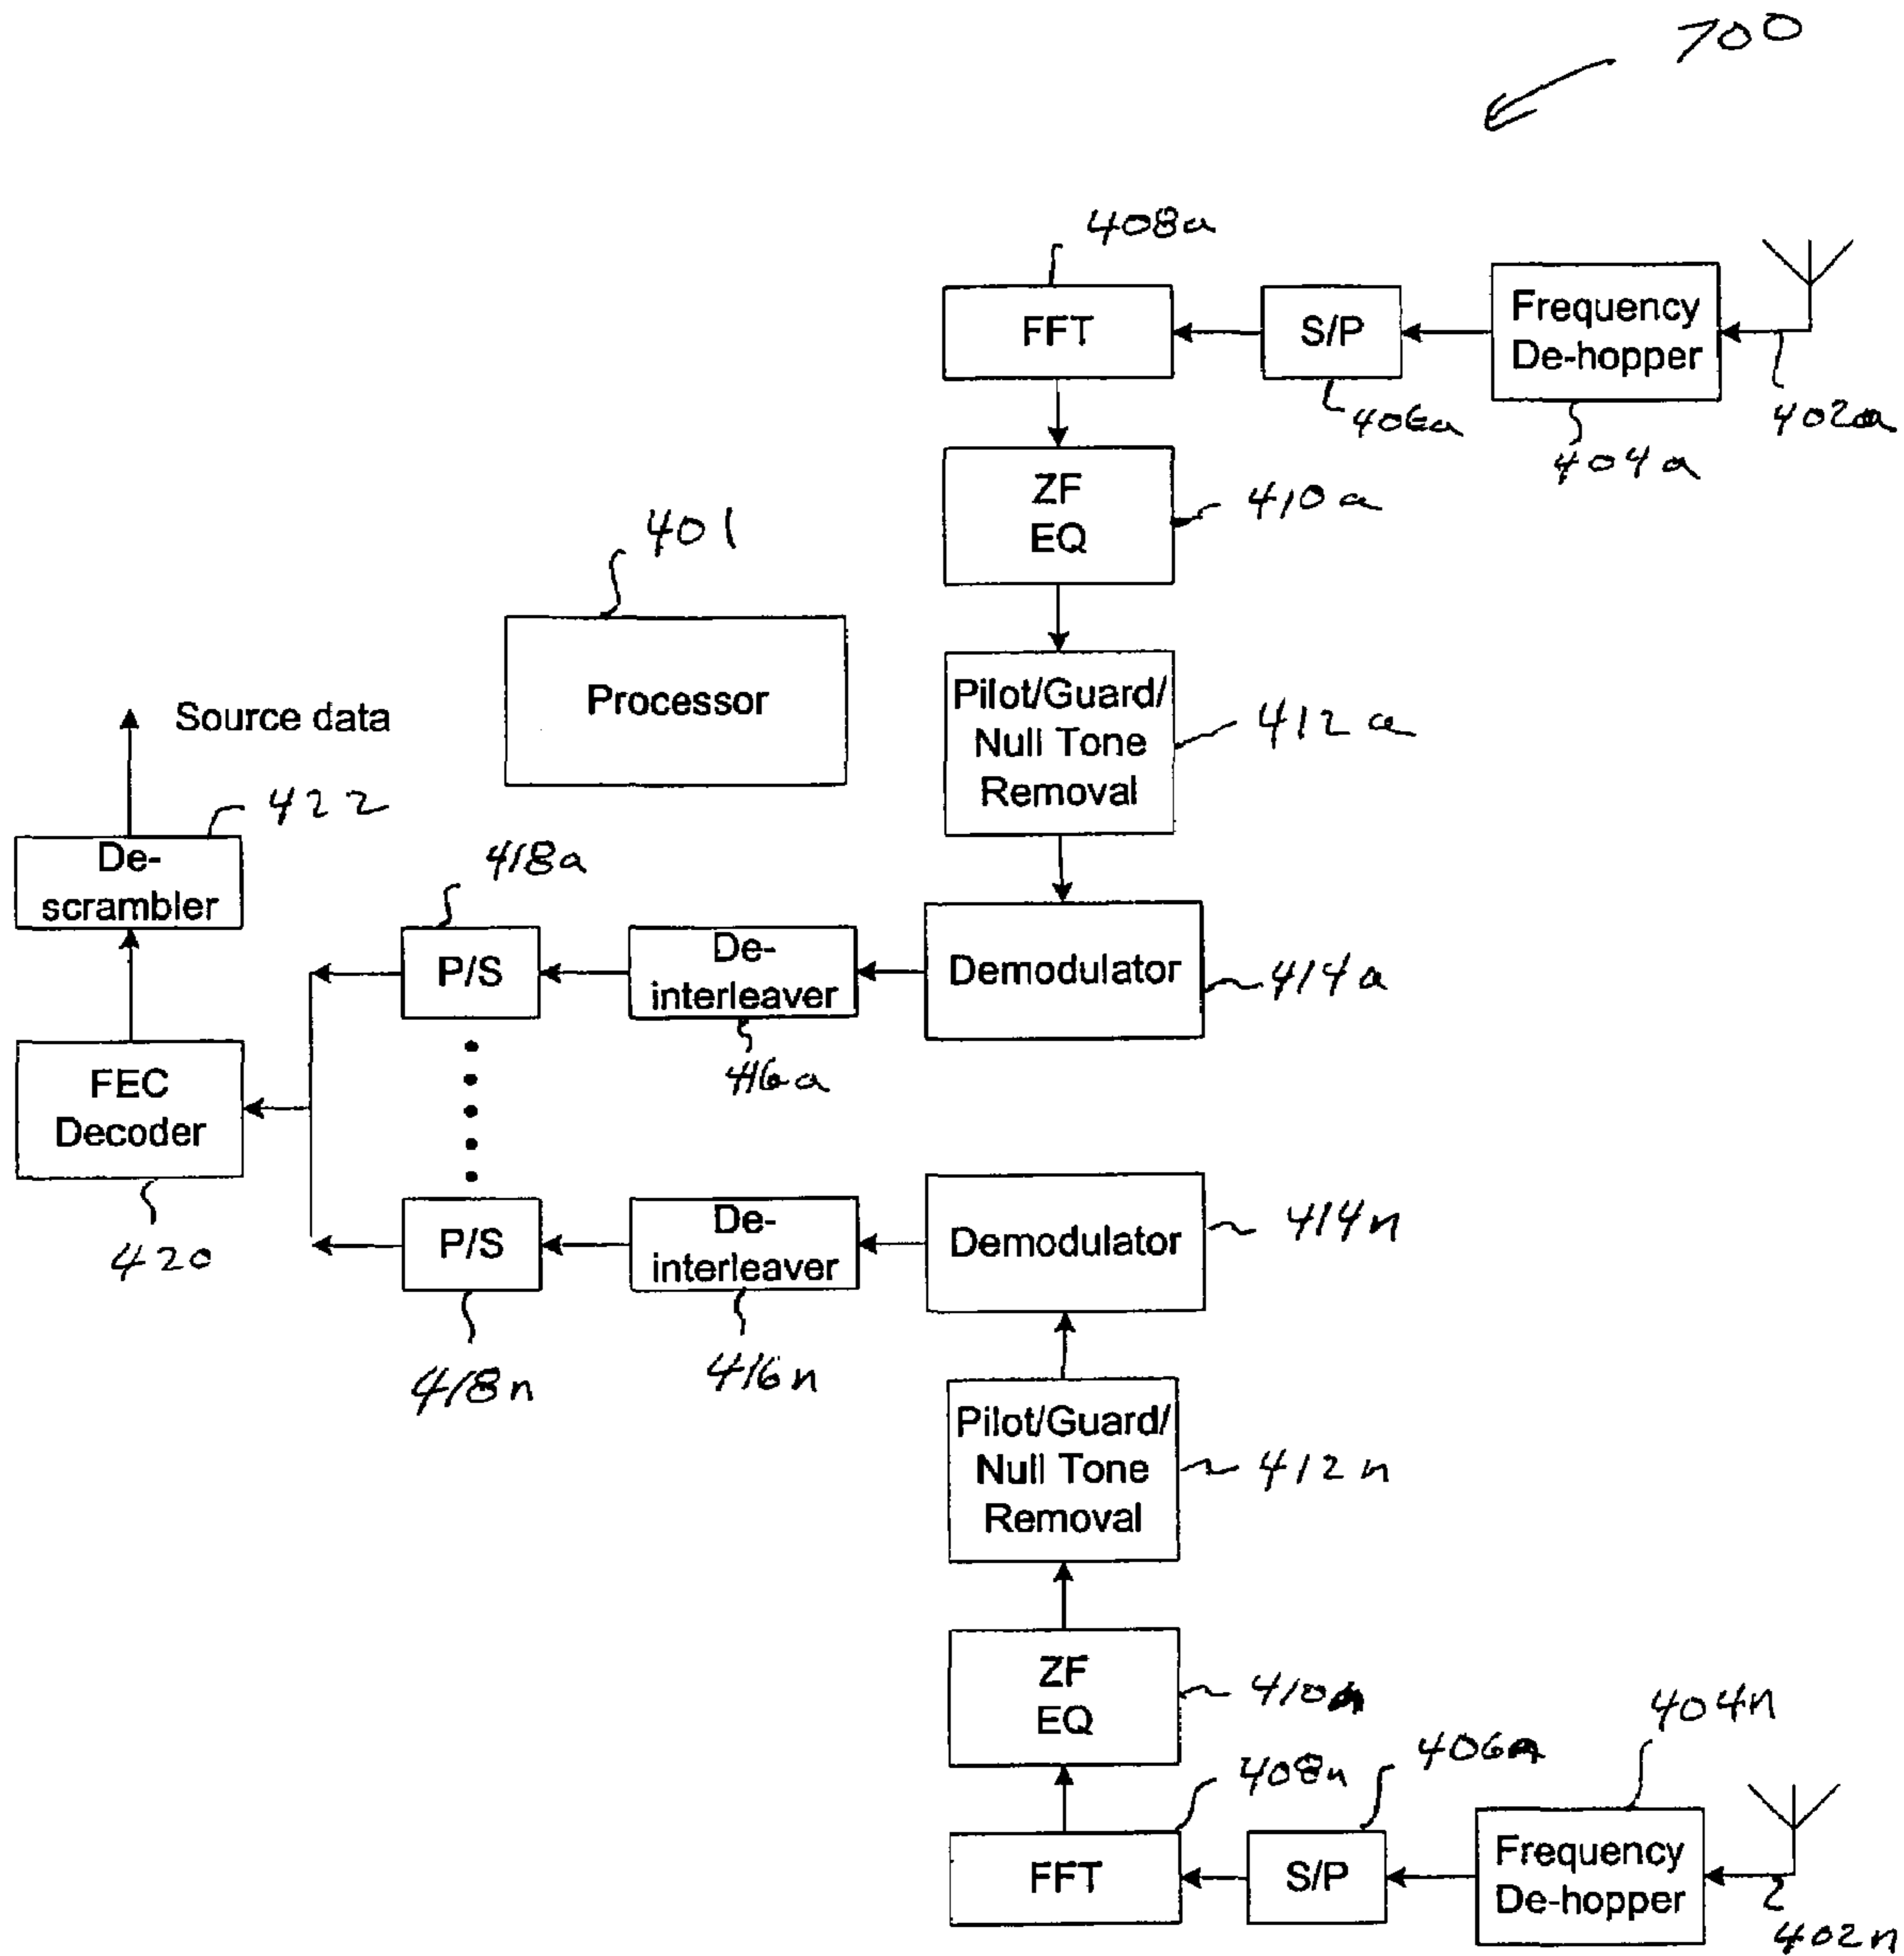 700
408a
FFT
S/P
Frequency
De-hopper
406a
404a
402a
ZF
EQ
410a
401
Processor
Pilot/Guard/
Null Tone
Removal
412a
Source data
422
De-
scrambler
418a
P/S
De-
interleaver
416a
Demodulator
414a
FEC
Decoder
420
P/S
418n
De-
interleaver
416n
Demodulator
414n
Pilot/Guard/
Null Tone
Removal
412n
ZF
EQ
410n
408n
406n
404n
FFT
S/P
Frequency
De-hopper
402n